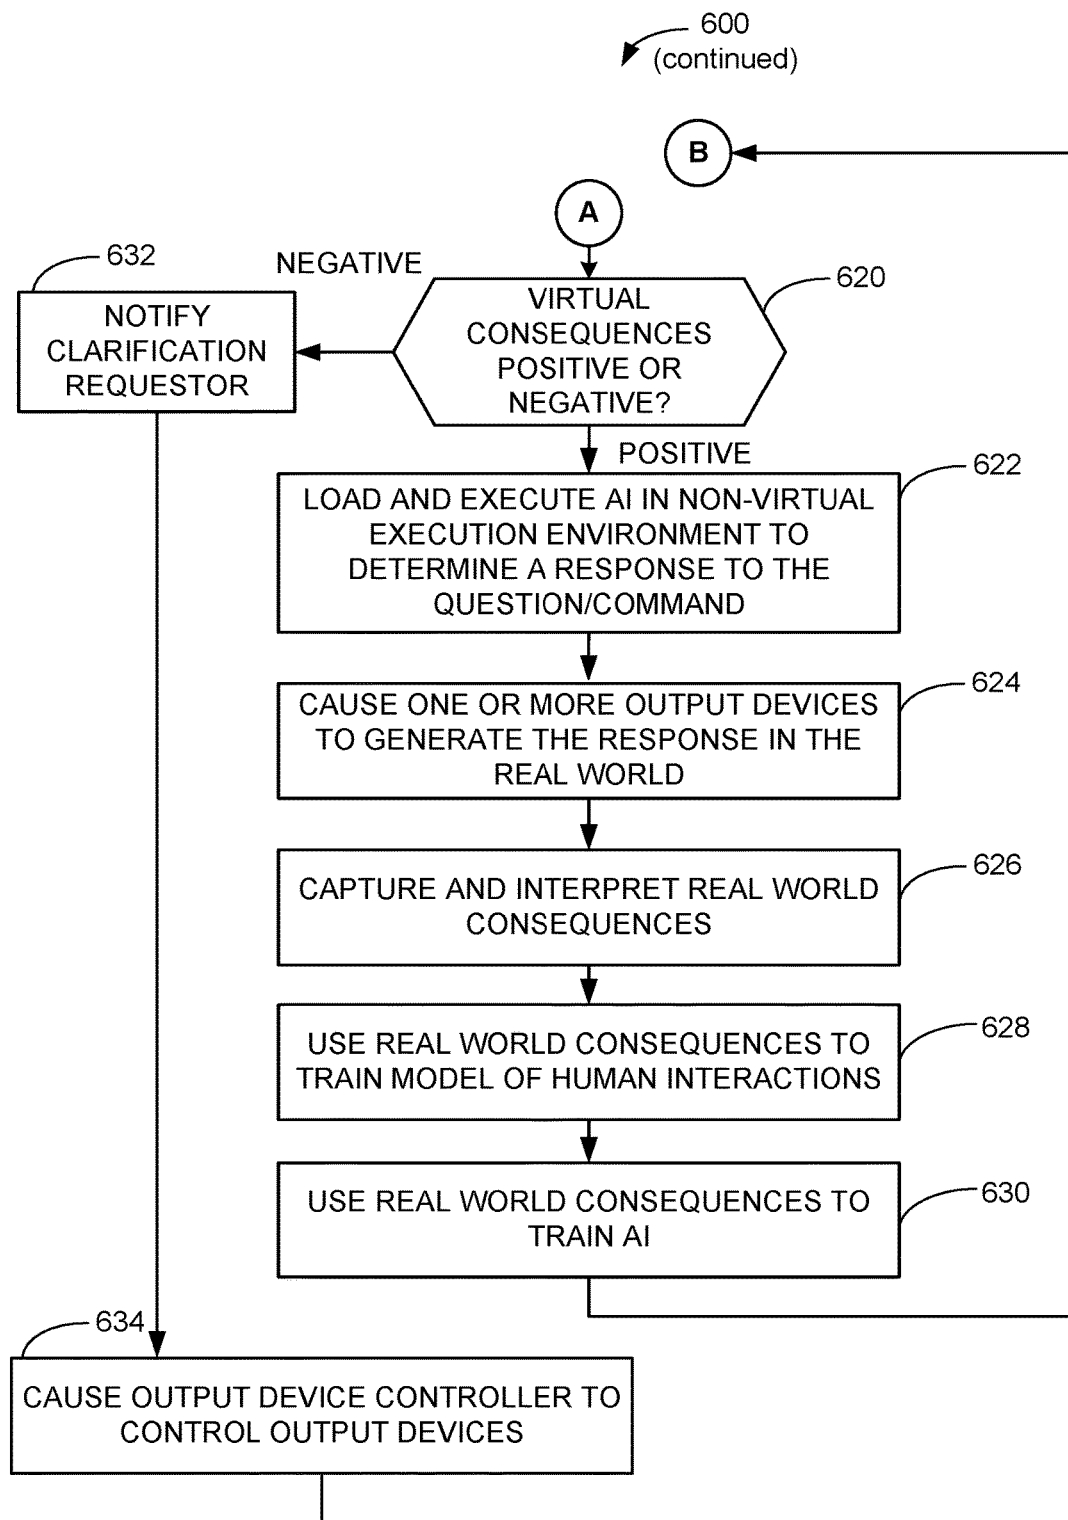 600
(continued)
B
A
632
NEGATIVE
620
NOTIFY
CLARIFICATION
REQUESTOR
VIRTUAL
CONSEQUENCES
POSITIVE OR
NEGATIVE?
POSITIVE
622
LOAD AND EXECUTE AI IN NON-VIRTUAL
EXECUTION ENVIRONMENT TO
DETERMINE A RESPONSE TO THE
QUESTION/COMMAND
624
CAUSE ONE OR MORE OUTPUT DEVICES
TO GENERATE THE RESPONSE IN THE
REAL WORLD
626
CAPTURE AND INTERPRET REAL WORLD
CONSEQUENCES
628
USE REAL WORLD CONSEQUENCES TO
TRAIN MODEL OF HUMAN INTERACTIONS
630
USE REAL WORLD CONSEQUENCES TO
TRAIN AI
634
CAUSE OUTPUT DEVICE CONTROLLER TO
CONTROL OUTPUT DEVICES